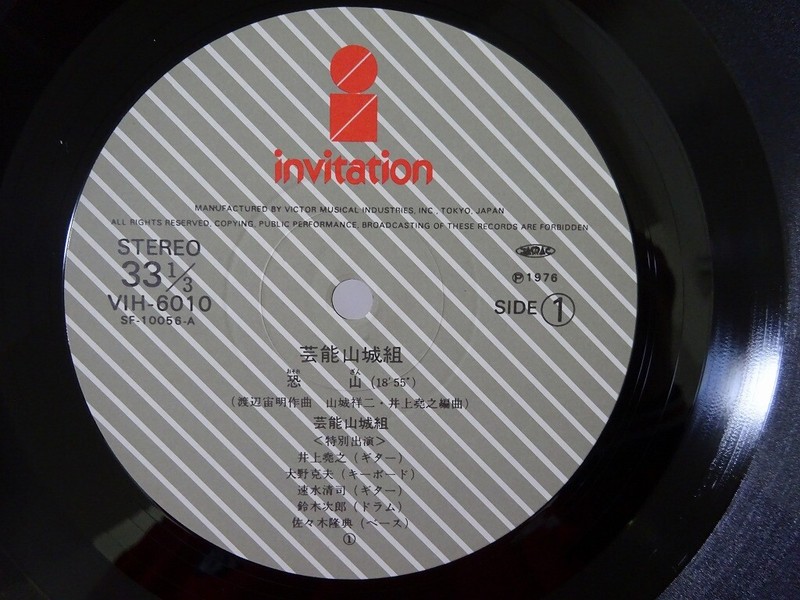 invitation
MANUFACTURED BY VICTOR MUSICAL INDUSTRIES, INC., TOKYO, JAPAN
ALL RIGHTS RESERVED, COPYING, PUBLIC PERFORMANCE, BROADCASTING OF THESE RECORDS ARE FORBIDDEN
STEREO
33 1/3
VIH-6010
SF-10056-A
JASRAC
Ⓟ1976
SIDE ①
芸能山城組
恐山 (18'55")
(渡辺宙明作曲 山城祥二・井上堯之編曲)
芸能山城組
<特別出演>
井上堯之(ギター)
大野克夫(キーボード)
速水清司(ギター)
鈴木次郎(ドラム)
佐々木隆典(ベース)
①